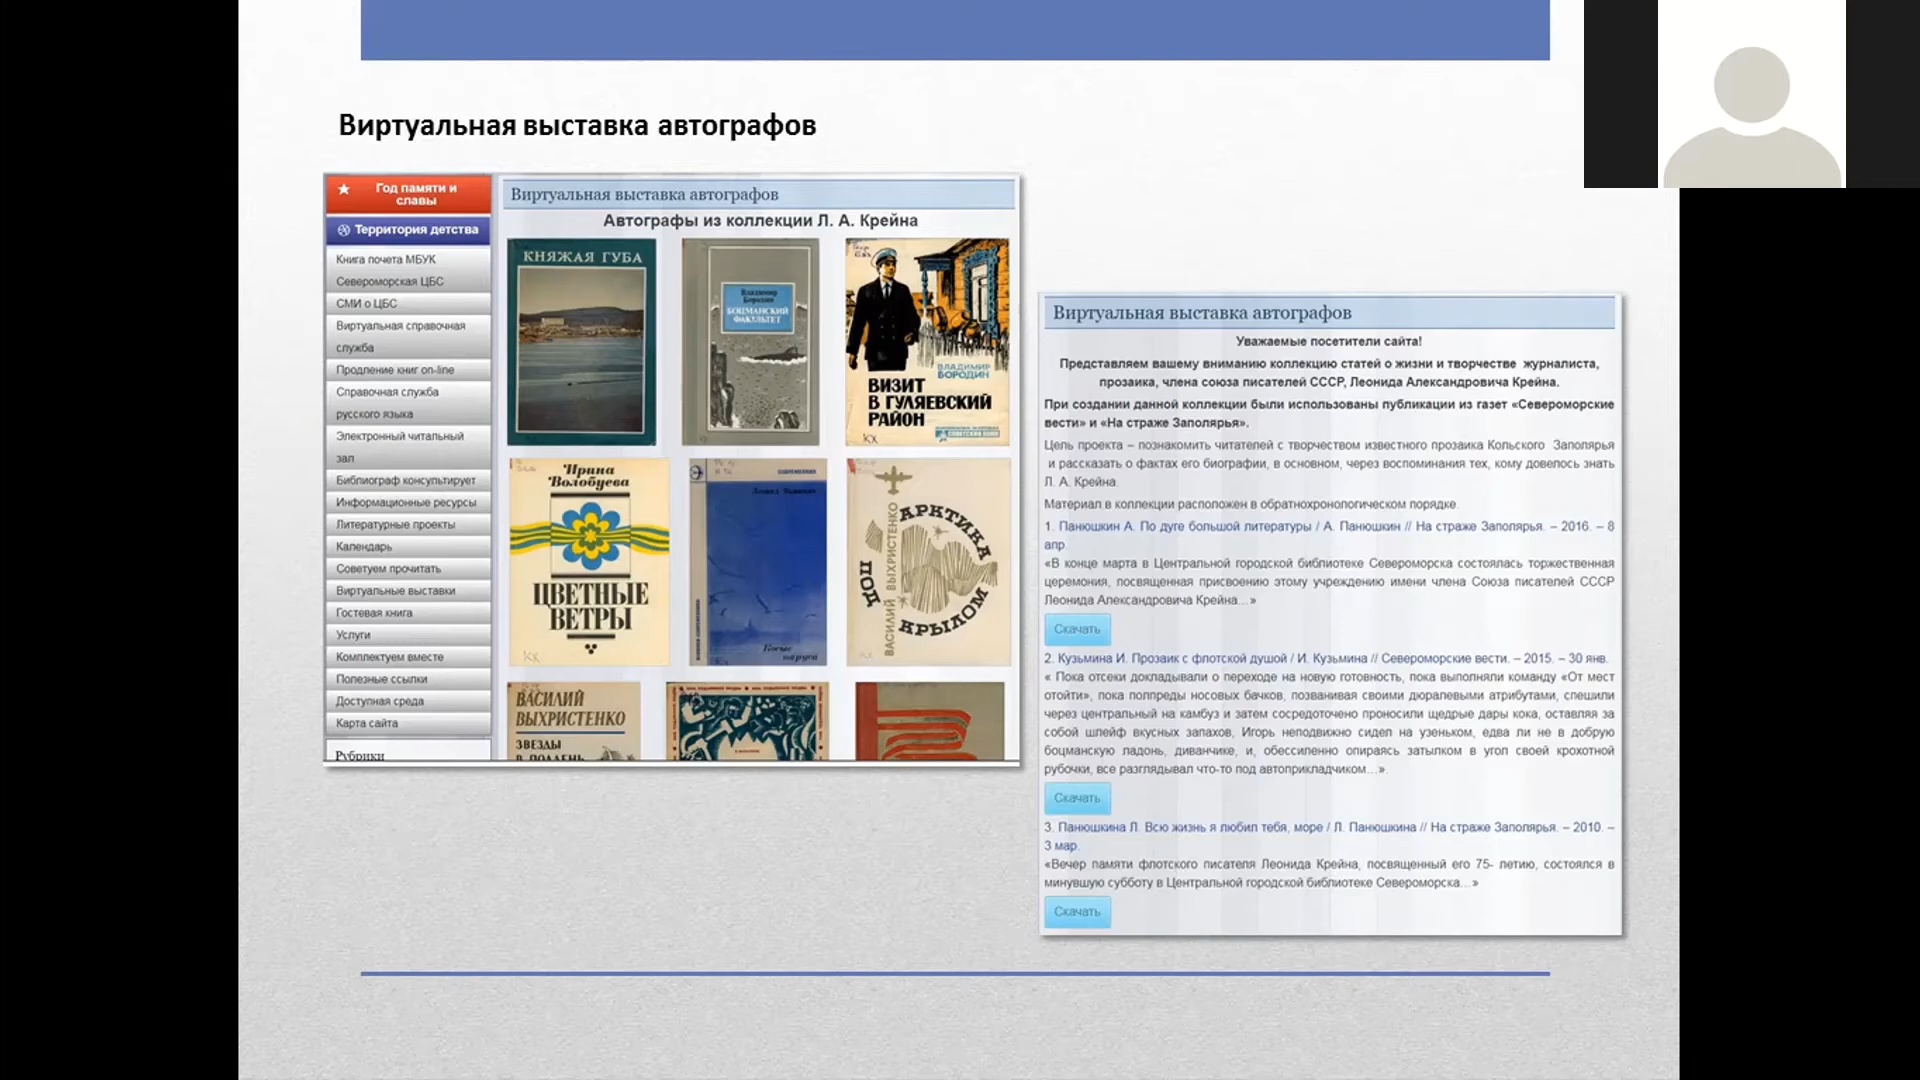 Виртуальная выставка автографов
Год памяти и
славы
Территория детства
Книга почета МБУК
Североморская ЦБС
СМИ о ЦБС
Виртуальная справочная
служба
Продление книг on-line
Справочная служба
русского языка
Электронный читальный
зал
Библиограф консультирует
Информационные ресурсы
Литературные проекты
Календарь
Советуем прочитать
Виртуальные выставки
Гостевая книга
Услуги
Комплектуем вместе
Полезные ссылки
Доступная среда
Карта сайта
Рубрики
Виртуальная выставка автографов
Автографы из коллекции Л. А. Крейна
КНЯЖАЯ ГУБА
Владимир
Бородин
БОЦМАНСКИЙ
ФАКУЛЬТЕТ
ВЛАДИМИР
БОРОДИН
ВИЗИТ
В ГУЛЯЕВСКИЙ
РАЙОН
КХ
Ирина
Волобуева
ЦВЕТНЫЕ
ВЕТРЫ
КХ
СОВРЕМЕННИК
Косые
паруса
ВАСИЛИЙ ВЫХРИСТЕНКО
ПОД
АРКТИКА
КРЫЛОМ
ВАСИЛИЙ
ВЫХРИСТЕНКО
ЗВЕЗДЫ
В ПОЛДЕНЬ
Виртуальная выставка автографов
Уважаемые посетители сайта!
Представляем вашему вниманию коллекцию статей о жизни и творчестве журналиста,
прозаика, члена союза писателей СССР, Леонида Александровича Крейна.
При создании данной коллекции были использованы публикации из газет «Североморские
вести» и «На страже Заполярья».
Цель проекта – познакомить читателей с творчеством известного прозаика Кольского Заполярья
и рассказать о фактах его биографии, в основном, через воспоминания тех, кому довелось знать
Л. А. Крейна.
Материал в коллекции расположен в обратнохронологическом порядке.
1. Панюшкин А. По дуге большой литературы / А. Панюшкин // На страже Заполярья. – 2016. – 8
апр.
«В конце марта в Центральной городской библиотеке Североморска состоялась торжественная
церемония, посвященная присвоению этому учреждению имени члена Союза писателей СССР
Леонида Александровича Крейна…»
Скачать
2. Кузьмина И. Прозаик с флотской душой / И. Кузьмина // Североморские вести. – 2015. – 30 янв.
« Пока отсеки докладывали о переходе на новую готовность, пока выполняли команду «От мест
отойти», пока полпреды носовых бачков, позванивая своими дюралевыми атрибутами, спешили
через центральный на камбуз и затем сосредоточено проносили щедрые дары кока, оставляя за
собой шлейф вкусных запахов, Игорь неподвижно сидел на узеньком, едва ли не в добрую
боцманскую ладонь, диванчике, и, обессиленно опираясь затылком в угол своей крохотной
рубочки, все разглядывал что-то под автоприкладчиком…».
Скачать
3. Панюшкина Л. Всю жизнь я любил тебя, море / Л. Панюшкина // На страже Заполярья. – 2010. –
3 мар.
«Вечер памяти флотского писателя Леонида Крейна, посвященный его 75- летию, состоялся в
минувшую субботу в Центральной городской библиотеке Североморска…»
Скачать